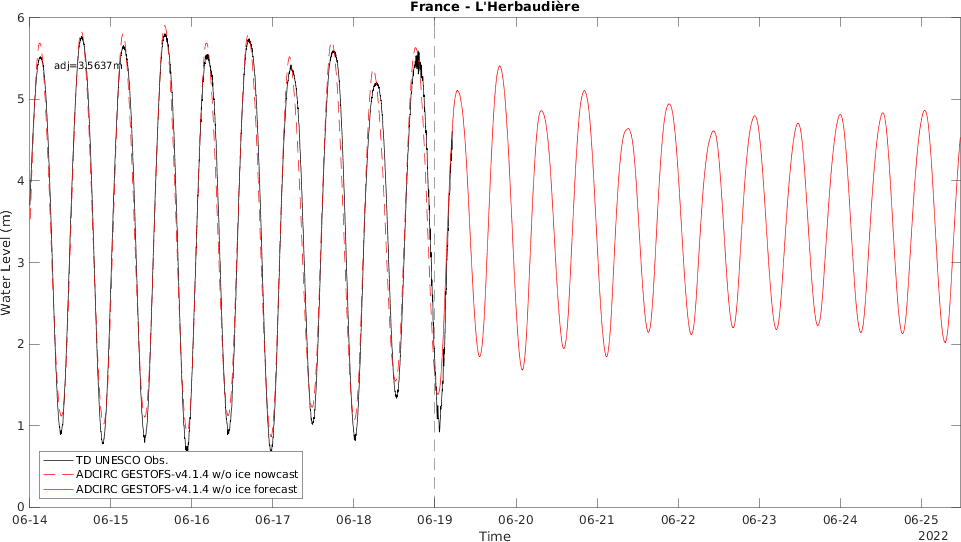 France - L'Herbaudière
6
5
4
3
2
1
0
Water Level (m)
adj=3.5637m
TD UNESCO Obs.
ADCIRC GESTOFS-v4.1.4 w/o ice nowcast
ADCIRC GESTOFS-v4.1.4 w/o ice forecast
06-14 06-15 06-16 06-17 06-18 06-19 06-20 06-21 06-22 06-23 06-24 06-25
Time
2022